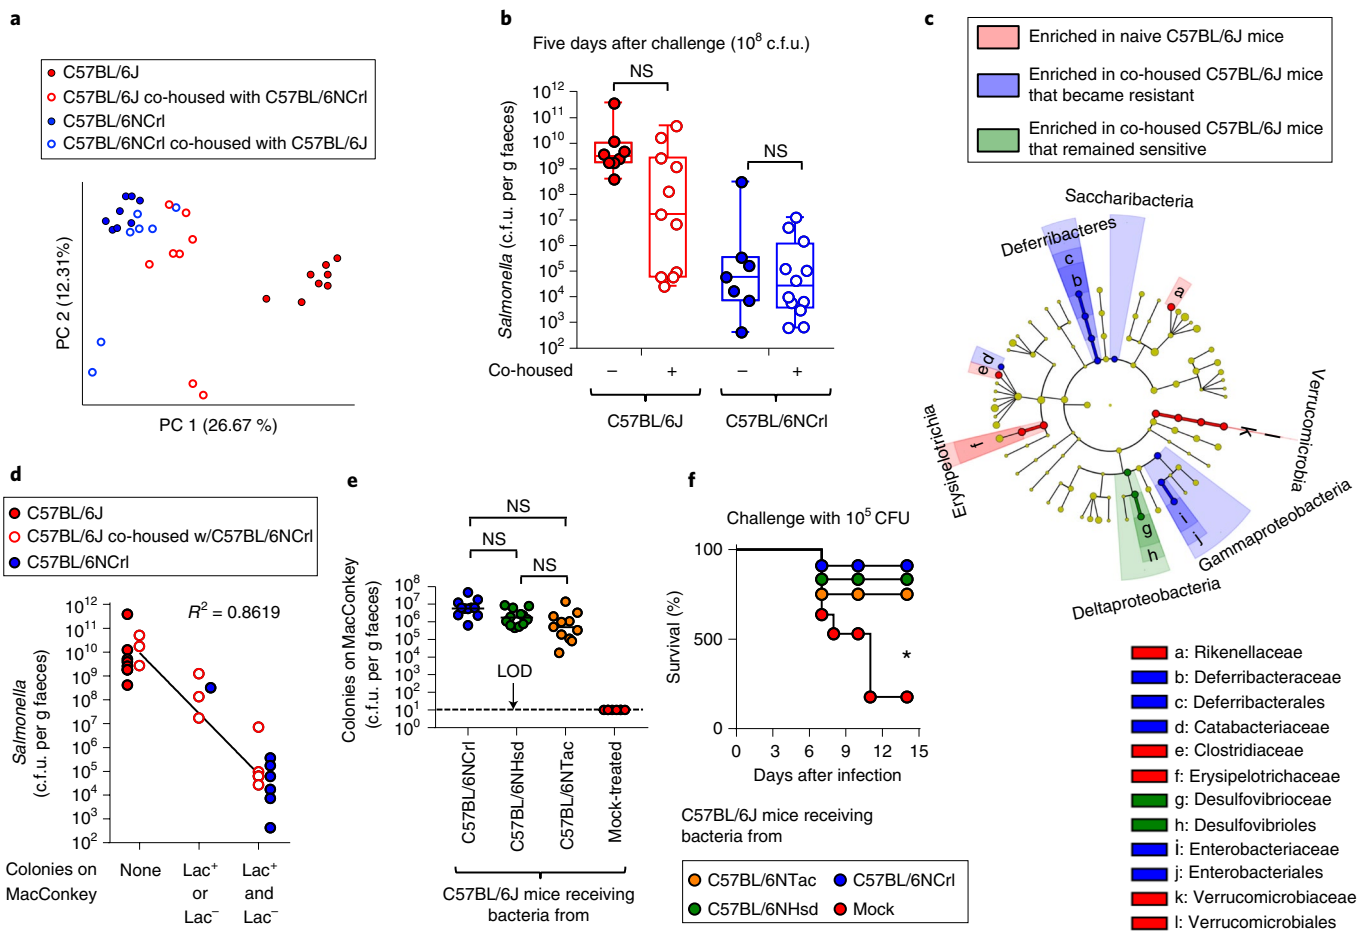 a
C57BL/6J
C57BL/6J co-housed with C57BL/6NCrl
C57BL/6NCrl
C57BL/6NCrl co-housed with C57BL/6J
PC 2 (12.31%)
PC 1 (26.67 %)
b
Five days after challenge (10⁸ c.f.u.)
NS
NS
Salmonella (c.f.u. per g faeces)
10¹²
10¹¹
10¹⁰
10⁹
10⁸
10⁷
10⁶
10⁵
10⁴
10³
10²
Co-housed − + − +
C57BL/6J C57BL/6NCrl
c
Enriched in naive C57BL/6J mice
Enriched in co-housed C57BL/6J mice
that became resistant
Enriched in co-housed C57BL/6J mice
that remained sensitive
Saccharibacteria
Deferribacteres
c
b
a
d
e
f
Erysipelotrichia
k
l
Verrucomicrobia
i
j
Gammaproteobacteria
g
h
Deltaproteobacteria
a: Rikenellaceae
b: Deferribacteraceae
c: Deferribacterales
d: Catabacteriaceae
e: Clostridiaceae
f: Erysipelotrichaceae
g: Desulfovibrioceae
h: Desulfovibrioles
i: Enterobacteriaceae
j: Enterobacteriales
k: Verrucomicrobiaceae
l: Verrucomicrobiales
d
C57BL/6J
C57BL/6J co-housed w/C57BL/6NCrl
C57BL/6NCrl
R² = 0.8619
Salmonella
(c.f.u. per g faeces)
10¹²
10¹¹
10¹⁰
10⁹
10⁸
10⁷
10⁶
10⁵
10⁴
10³
10²
Colonies on
MacConkey
None
Lac⁺
or
Lac⁻
Lac⁺
and
Lac⁻
e
NS
NS
NS
Colonies on MacConkey
(c.f.u. per g faeces)
10⁸
10⁷
10⁶
10⁵
10⁴
10³
10²
10¹
10⁰
LOD
C57BL/6NCrl
C57BL/6NHsd
C57BL/6NTac
Mock-treated
C57BL/6J mice receiving
bacteria from
f
Challenge with 10⁵ CFU
Survival (%)
100
500
0
*
0 3 6 9 12 15
Days after infection
C57BL/6J mice receiving
bacteria from
C57BL/6NTac C57BL/6NCrl
C57BL/6NHsd Mock